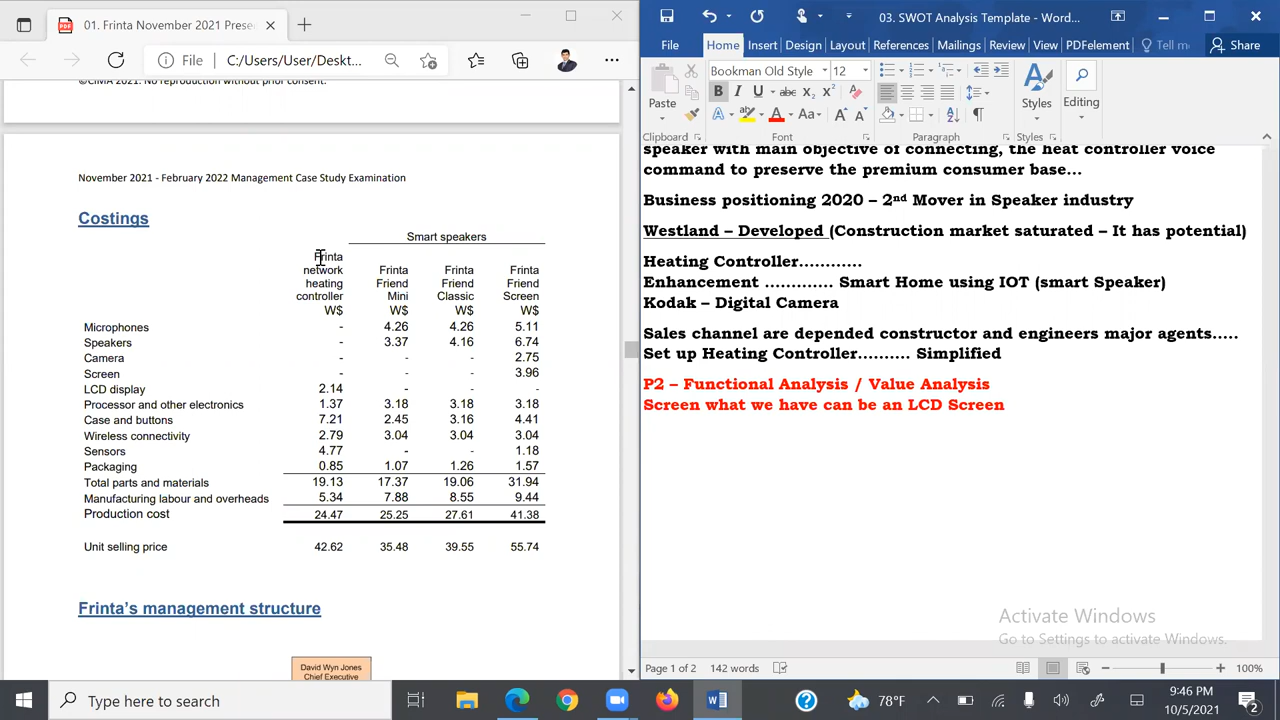 01. Frinta November 2021 Prese
File
C:/Users/User/Deskt...
©CIMA 2021. No reproduction without prior consent.
November 2021 - February 2022 Management Case Study Examination
Costings
Smart speakers
Frinta network heating controller W$
Frinta Friend Mini W$
Frinta Friend Classic W$
Frinta Friend Screen W$
Microphones - 4.26 4.26 5.11
Speakers - 3.37 4.16 6.74
Camera - - - 2.75
Screen - - - 3.96
LCD display 2.14 - - -
Processor and other electronics 1.37 3.18 3.18 3.18
Case and buttons 7.21 2.45 3.16 4.41
Wireless connectivity 2.79 3.04 3.04 3.04
Sensors 4.77 - - 1.18
Packaging 0.85 1.07 1.26 1.57
Total parts and materials 19.13 17.37 19.06 31.94
Manufacturing labour and overheads 5.34 7.88 8.55 9.44
Production cost 24.47 25.25 27.61 41.38
Unit selling price 42.62 35.48 39.55 55.74
Frinta's management structure
David Wyn Jones
Chief Executive
03. SWOT Analysis Template - Word...
File Home Insert Design Layout References Mailings Review View PDFelement Tell me Share
Bookman Old Style 12
Paste
Styles
Editing
Clipboard Font Paragraph Styles
speaker with main objective of connecting, the heat controller voice
command to preserve the premium consumer base...
Business positioning 2020 – 2nd Mover in Speaker industry
Westland – Developed (Construction market saturated – It has potential)
Heating Controller............
Enhancement ............. Smart Home using IOT (smart Speaker)
Kodak – Digital Camera
Sales channel are depended constructor and engineers major agents.....
Set up Heating Controller.......... Simplified
P2 – Functional Analysis / Value Analysis
Screen what we have can be an LCD Screen
Activate Windows
Go to Settings to activate Windows.
Page 1 of 2 142 words 100%
Type here to search
78°F
9:46 PM
10/5/2021
2